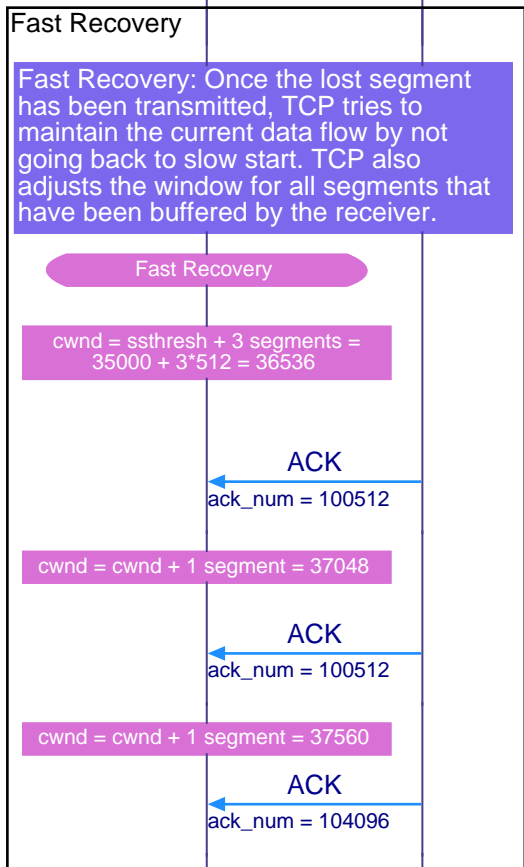 Fast Recovery
Fast Recovery: Once the lost segment
has been transmitted, TCP tries to
maintain the current data flow by not
going back to slow start. TCP also
adjusts the window for all segments that
have been buffered by the receiver.
Fast Recovery
cwnd = ssthresh + 3 segments =
35000 + 3*512 = 36536
ACK
ack_num = 100512
cwnd = cwnd + 1 segment = 37048
ACK
ack_num = 100512
cwnd = cwnd + 1 segment = 37560
ACK
ack_num = 104096